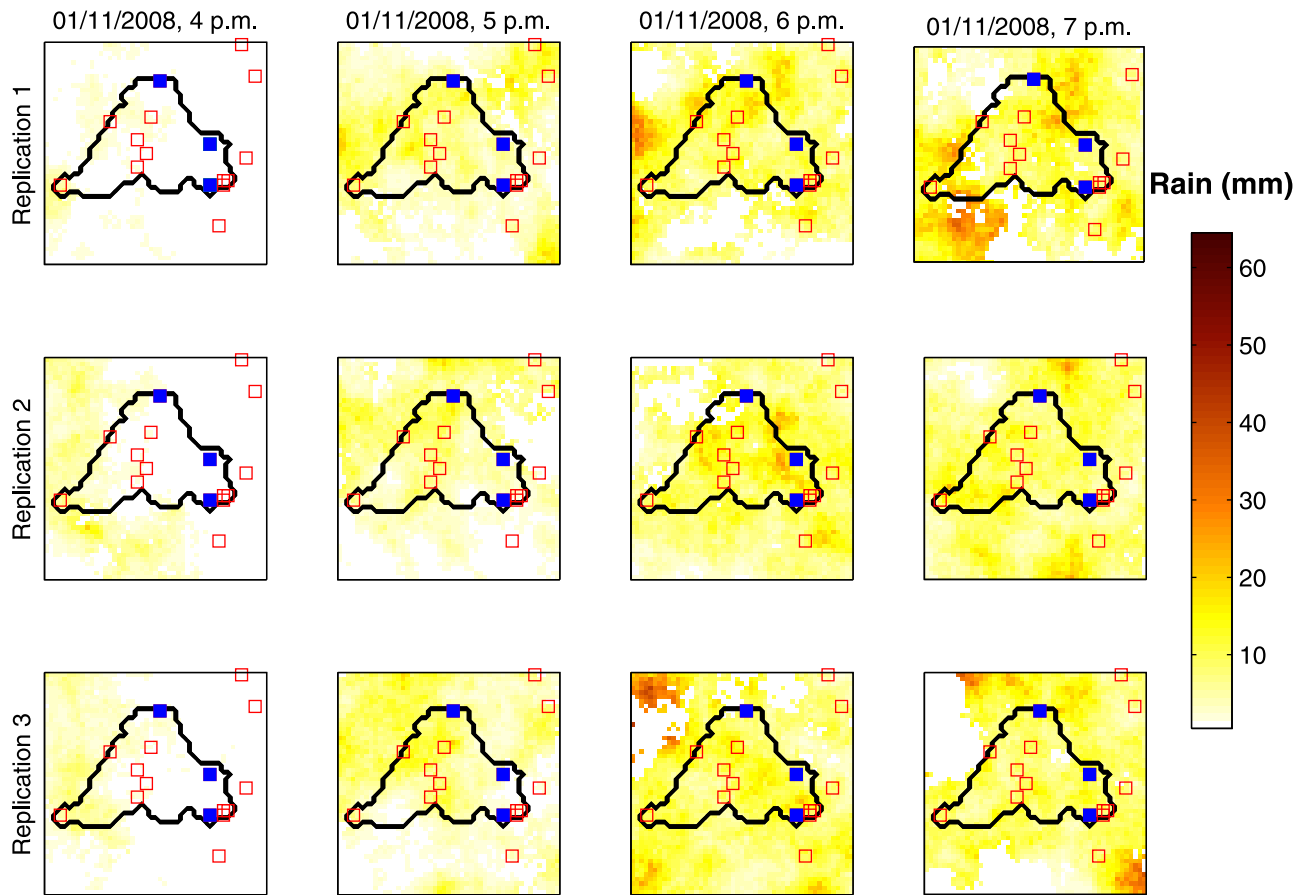 01/11/2008, 4 p.m.
01/11/2008, 5 p.m.
01/11/2008, 6 p.m.
01/11/2008, 7 p.m.
Replication 1
Rain (mm)
60
50
40
30
20
10
Replication 2
Replication 3